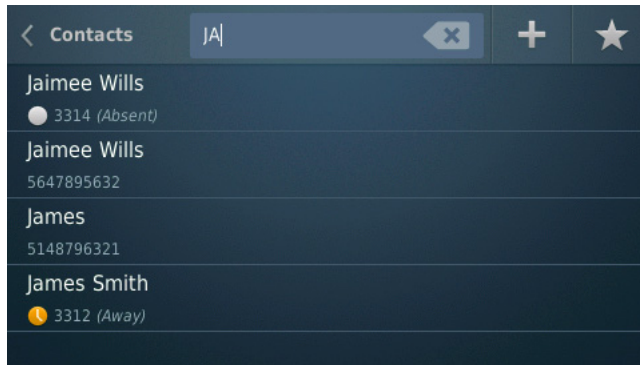 Contacts
JA
Jaimee Wills
3314 (Absent)
Jaimee Wills
5647895632
James
5148796321
James Smith
3312 (Away)